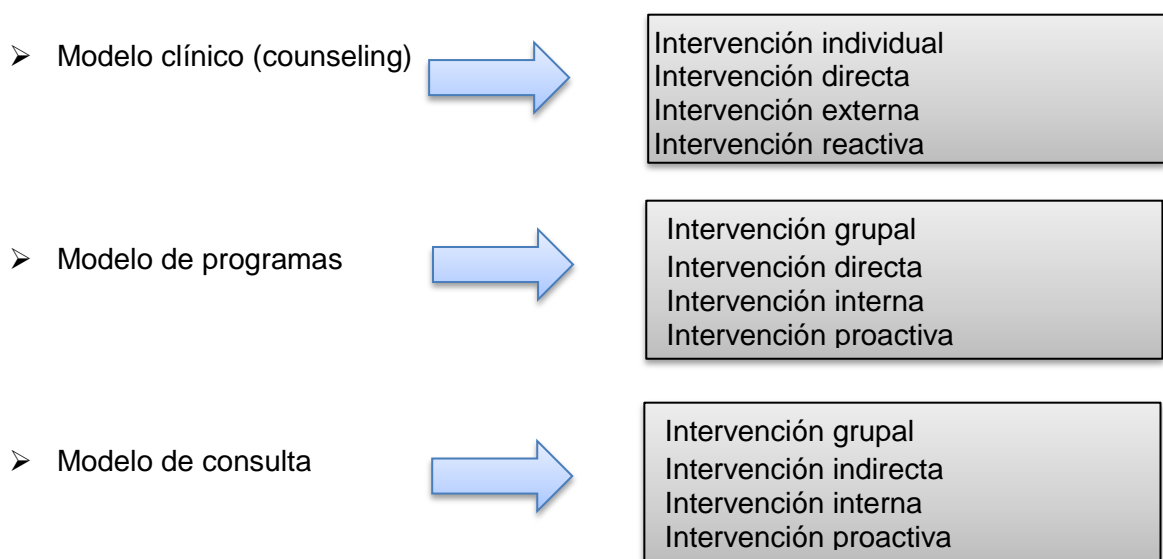 ➢ Modelo clínico (counseling)
Intervención individual
Intervención directa
Intervención externa
Intervención reactiva
➢ Modelo de programas
Intervención grupal
Intervención directa
Intervención interna
Intervención proactiva
➢ Modelo de consulta
Intervención grupal
Intervención indirecta
Intervención interna
Intervención proactiva